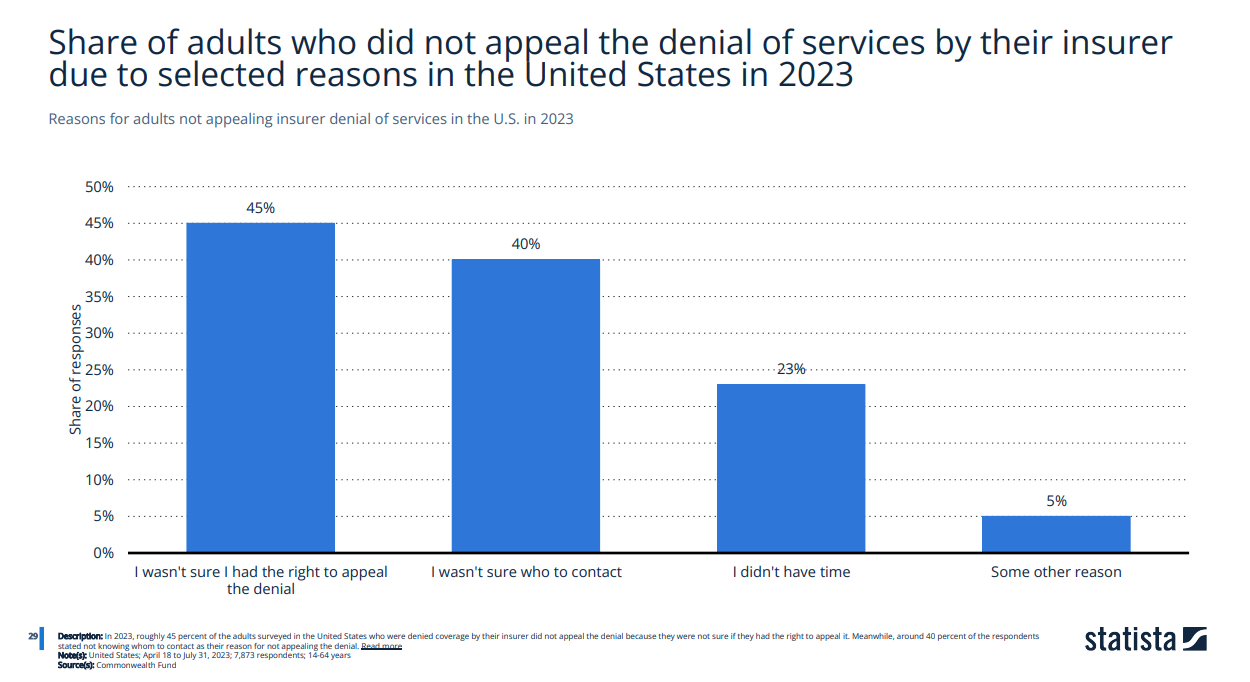 Share of adults who did not appeal the denial of services by their insurer
due to selected reasons in the United States in 2023
Reasons for adults not appealing insurer denial of services in the U.S. in 2023
Share of responses
50%
45%
40%
35%
30%
25%
20%
15%
10%
5%
0%
45%
40%
23%
5%
I wasn't sure I had the right to appeal
the denial
I wasn't sure who to contact
I didn't have time
Some other reason
29
Description: In 2023, roughly 45 percent of the adults surveyed in the United States who were denied coverage by their insurer did not appeal the denial because they were not sure if they had the right to appeal it. Meanwhile, around 40 percent of the respondents
stated not knowing whom to contact as their reason for not appealing the denial. Read more
Note(s): United States; April 18 to July 31, 2023; 7,873 respondents; 14-64 years
Source(s): Commonwealth Fund
statista